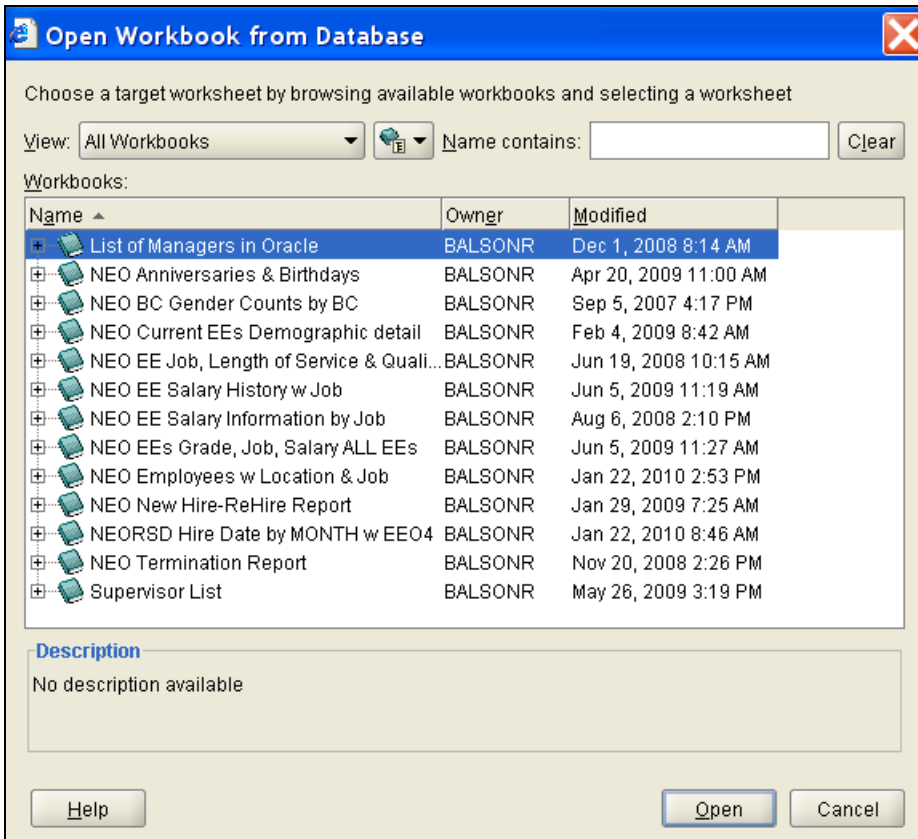 Open Workbook from Database
Choose a target worksheet by browsing available workbooks and selecting a worksheet
View: All Workbooks Name contains: Clear
Workbooks:
Name Owner Modified
List of Managers in Oracle BALSONR Dec 1, 2008 8:14 AM
NEO Anniversaries & Birthdays BALSONR Apr 20, 2009 11:00 AM
NEO BC Gender Counts by BC BALSONR Sep 5, 2007 4:17 PM
NEO Current EEs Demographic detail BALSONR Feb 4, 2009 8:42 AM
NEO EE Job, Length of Service & Quali... BALSONR Jun 19, 2008 10:15 AM
NEO EE Salary History w Job BALSONR Jun 5, 2009 11:19 AM
NEO EE Salary Information by Job BALSONR Aug 6, 2008 2:10 PM
NEO EEs Grade, Job, Salary ALL EEs BALSONR Jun 5, 2009 11:27 AM
NEO Employees w Location & Job BALSONR Jan 22, 2010 2:53 PM
NEO New Hire-ReHire Report BALSONR Jan 29, 2009 7:25 AM
NEORSD Hire Date by MONTH w EEO4 BALSONR Jan 22, 2010 8:46 AM
NEO Termination Report BALSONR Nov 20, 2008 2:26 PM
Supervisor List BALSONR May 26, 2009 3:19 PM
Description
No description available
Help Open Cancel